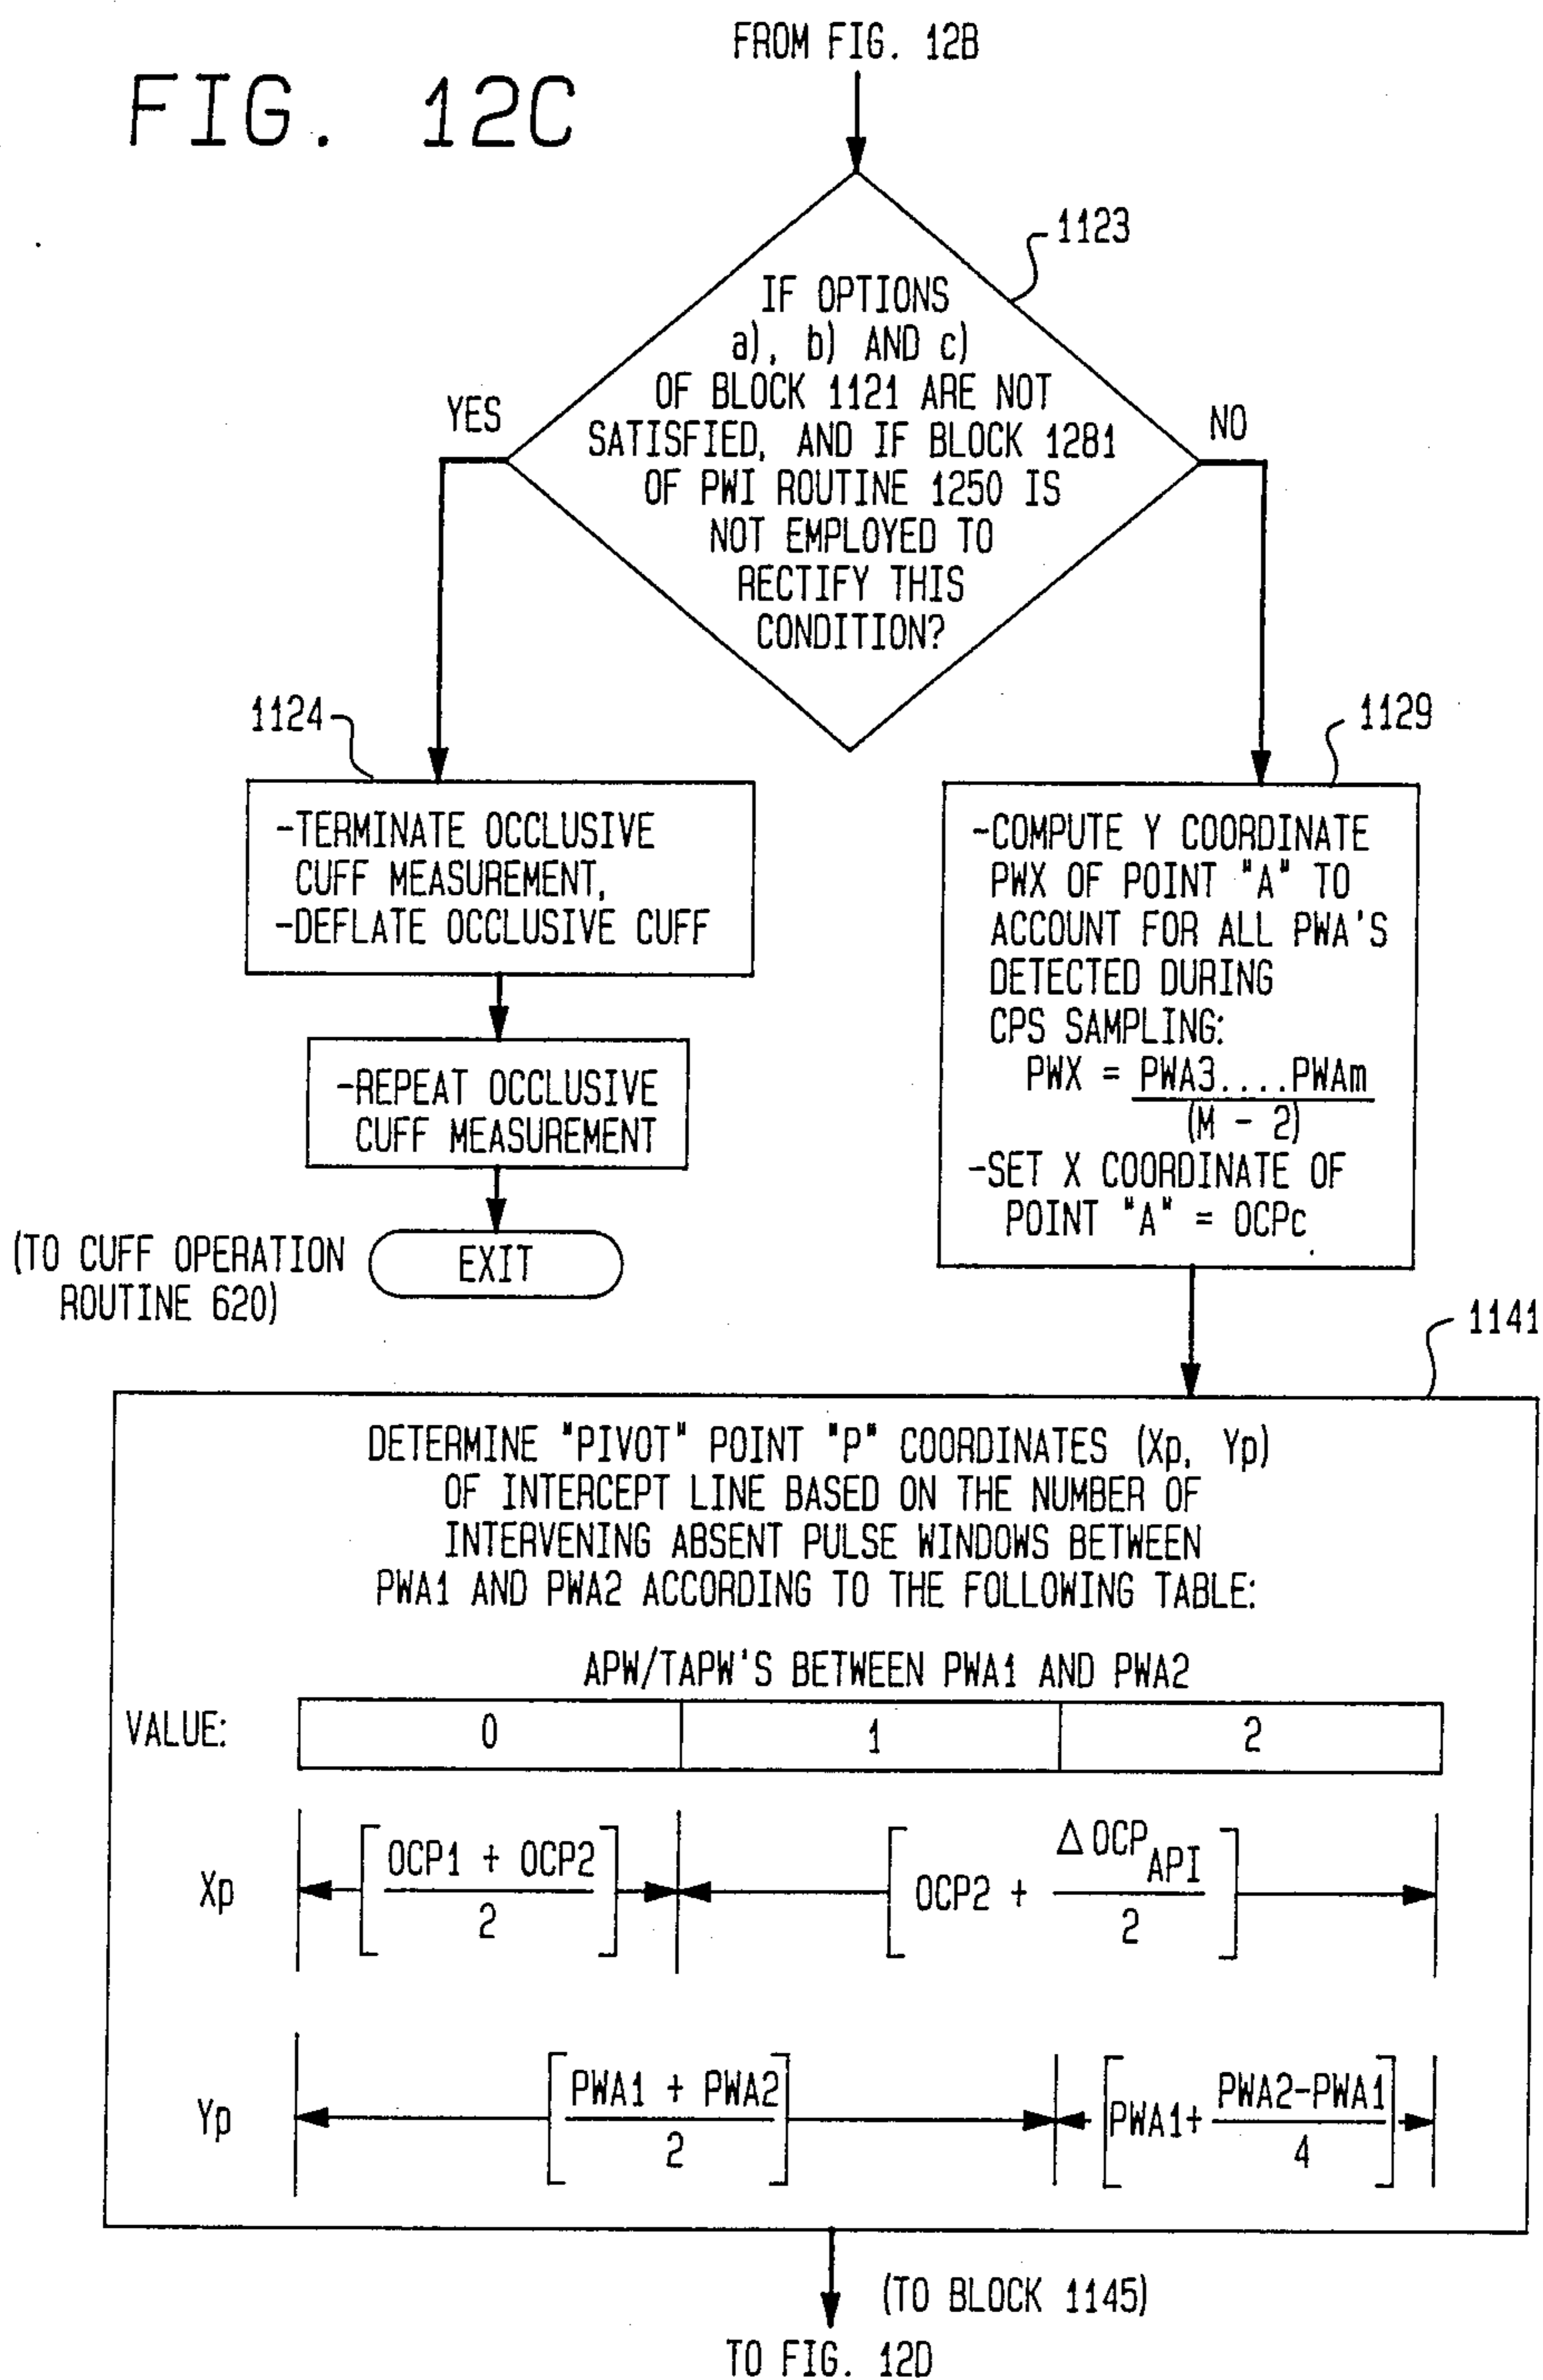 FROM FIG. 12B
FIG. 12C
1123
IF OPTIONS
a), b) AND c)
OF BLOCK 1121 ARE NOT
SATISFIED, AND IF BLOCK 1281
OF PWI ROUTINE 1250 IS
NOT EMPLOYED TO
RECTIFY THIS
CONDITION?
YES
NO
1124
-TERMINATE OCCLUSIVE
CUFF MEASUREMENT,
-DEFLATE OCCLUSIVE CUFF
-REPEAT OCCLUSIVE
CUFF MEASUREMENT
(TO CUFF OPERATION
ROUTINE 620)
EXIT
1129
-COMPUTE Y COORDINATE
PWX OF POINT "A" TO
ACCOUNT FOR ALL PWA'S
DETECTED DURING
CPS SAMPLING:
PWX = PWA3....PWAm
(M - 2)
-SET X COORDINATE OF
POINT "A" = OCPc
1141
DETERMINE "PIVOT" POINT "P" COORDINATES (Xp, Yp)
OF INTERCEPT LINE BASED ON THE NUMBER OF
INTERVENING ABSENT PULSE WINDOWS BETWEEN
PWA1 AND PWA2 ACCORDING TO THE FOLLOWING TABLE:
APW/TAPW'S BETWEEN PWA1 AND PWA2
VALUE: 0 1 2
Xp [OCP1 + OCP2 / 2] [OCP2 + ΔOCP API / 2]
Yp [PWA1 + PWA2 / 2] [PWA1+ PWA2-PWA1 / 4]
(TO BLOCK 1145)
TO FIG. 12D